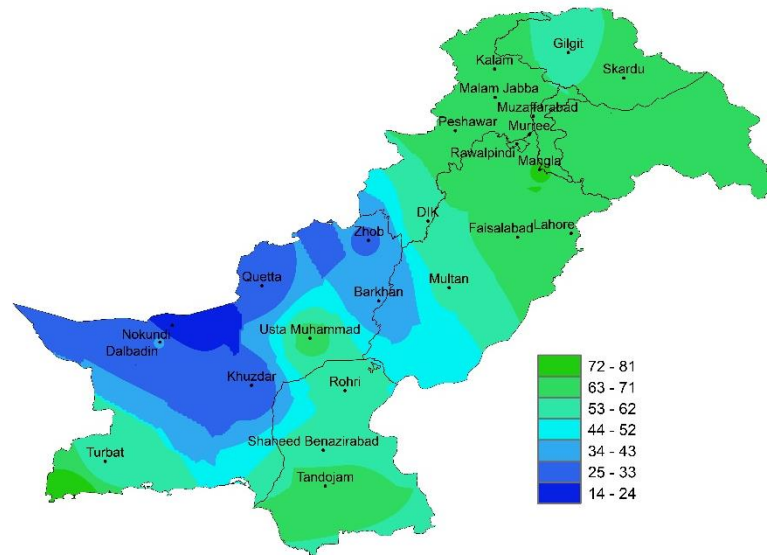 Gilgit
Kalam
Skardu
Malam Jabba
Muzaffarabad
Peshawar
Murree
Rawalpindi
Mangla
DIK
Faisalabad
Lahore
Zhob
Quetta
Multan
Barkhan
Usta Muhammad
Nokundi
Dalbadin
Khuzdar
Rohri
Shaheed Benazirabad
Turbat
Tandojam
72 - 81
63 - 71
53 - 62
44 - 52
34 - 43
25 - 33
14 - 24